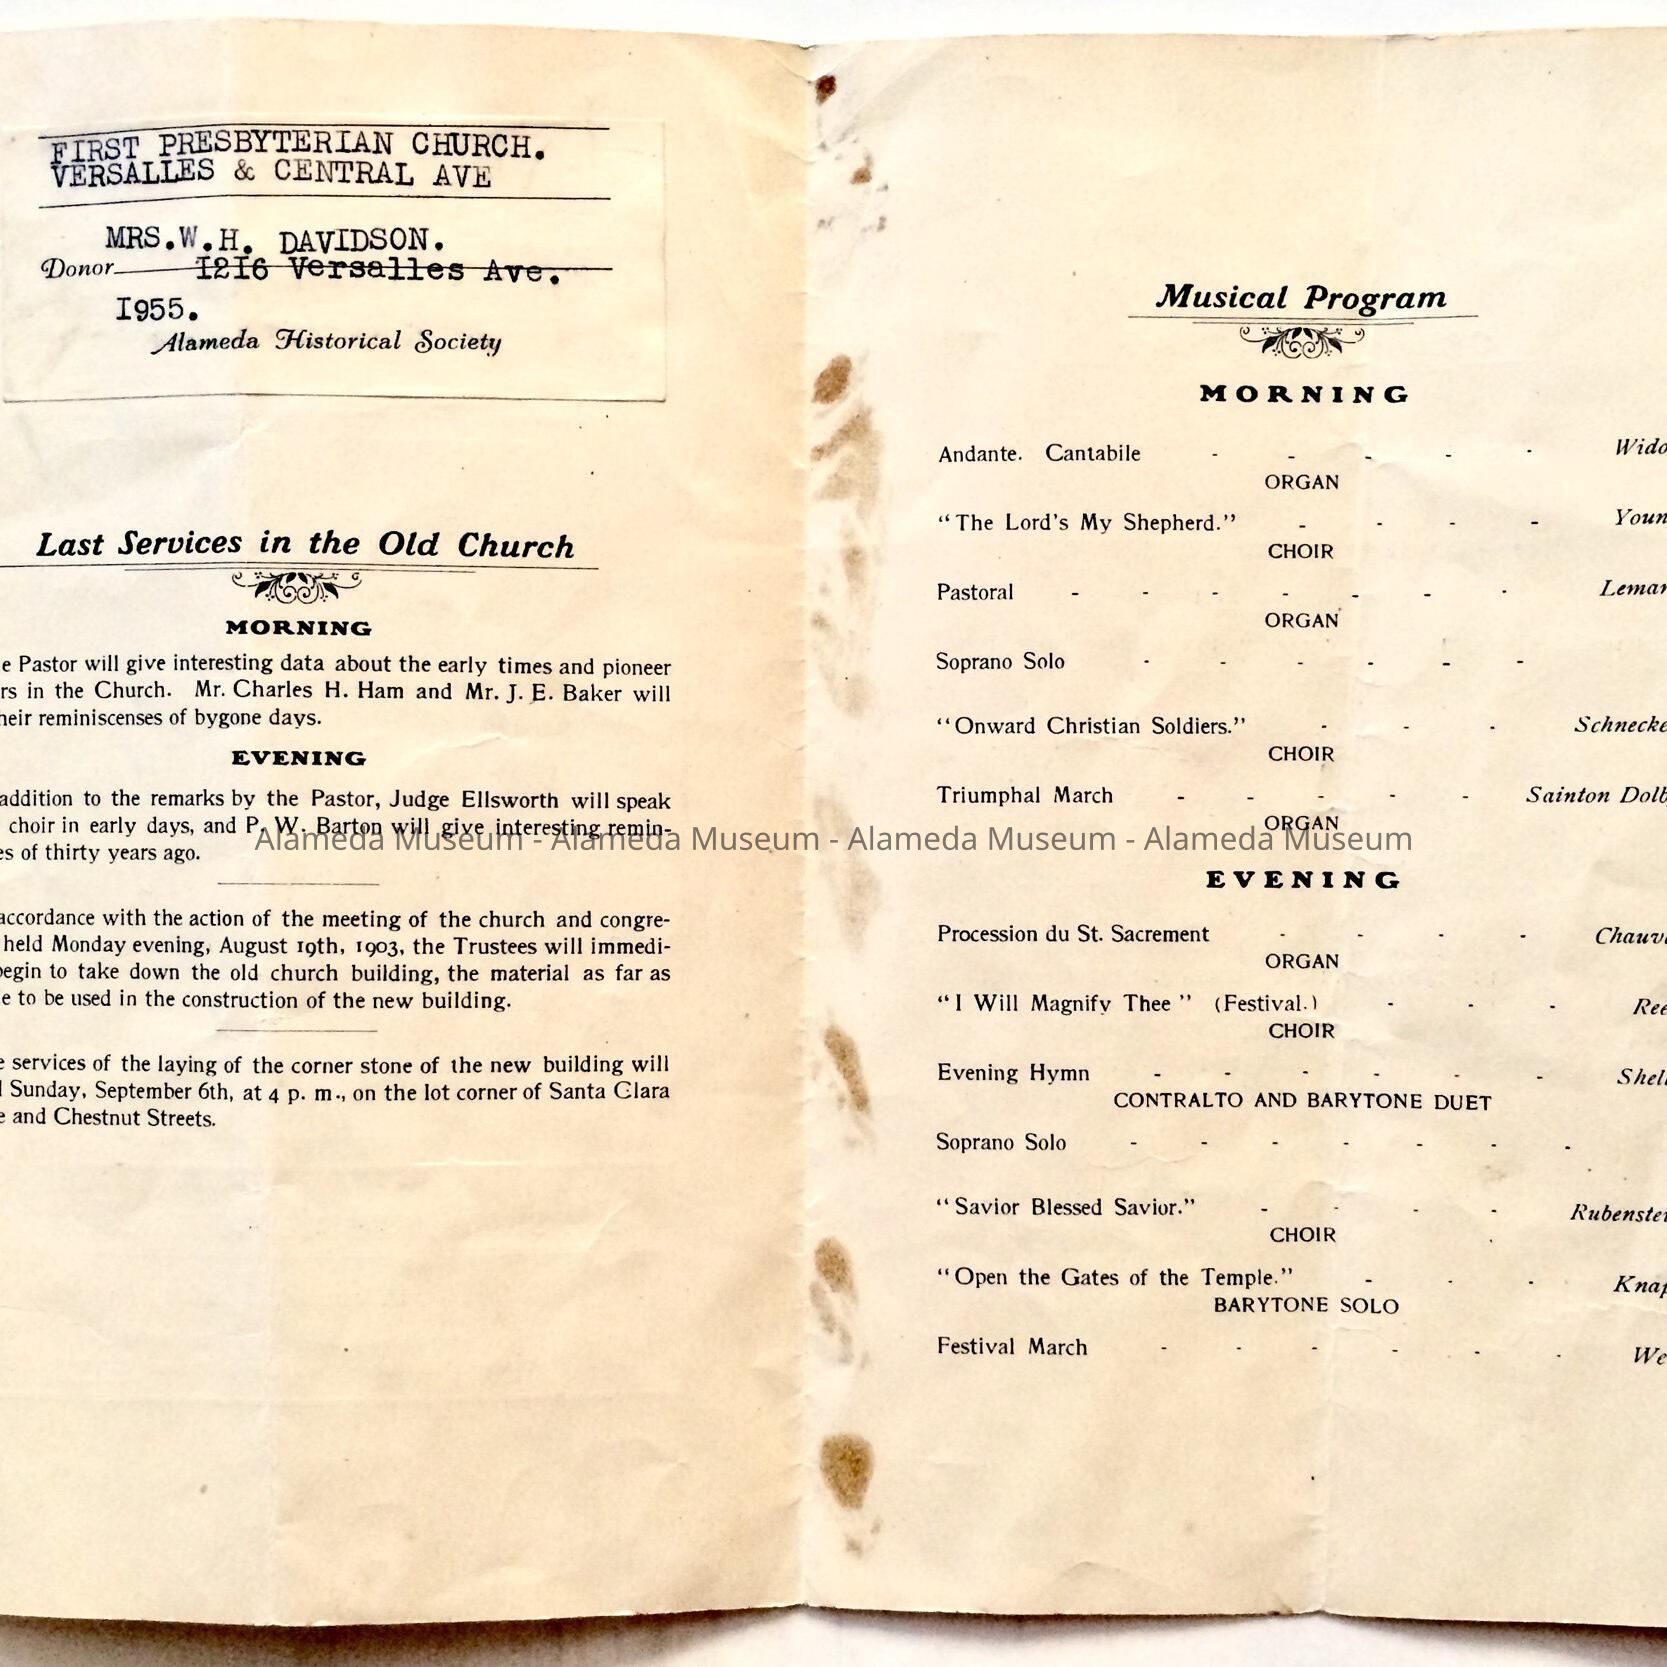 FIRST PRESBYTERIAN CHURCH.
VERSALLES & CENTRAL AVE
MRS.W.H. DAVIDSON.
Donor 1216 Versalles Ave.
1955.
Alameda Historical Society
Last Services in the Old Church
MORNING
e Pastor will give interesting data about the early times and pioneer
rs in the Church. Mr. Charles H. Ham and Mr. J. E. Baker will
heir reminiscenses of bygone days.
EVENING
addition to the remarks by the Pastor, Judge Ellsworth will speak
choir in early days, and P. W. Barton will give interesting remin-
es of thirty years ago.
accordance with the action of the meeting of the church and congre-
held Monday evening, August 19th, 1903, the Trustees will immedi-
begin to take down the old church building, the material as far as
e to be used in the construction of the new building.
e services of the laying of the corner stone of the new building will
l Sunday, September 6th, at 4 p. m., on the lot corner of Santa Clara
e and Chestnut Streets.
Musical Program
MORNING
Andante. Cantabile - - - - - Wido
ORGAN
“The Lord's My Shepherd.” - - - - Youn
CHOIR
Pastoral - - - - - - - Lemar
ORGAN
Soprano Solo - - - - - -
“Onward Christian Soldiers.” - - - Schnecke
CHOIR
Triumphal March - - - - - Sainton Dolb
ORGAN
EVENING
Procession du St. Sacrement - - - - Chauv
ORGAN
“I Will Magnify Thee” (Festival.) - - - Ree
CHOIR
Evening Hymn - - - - - - Shell
CONTRALTO AND BARYTONE DUET
Soprano Solo - - - - - - -
“Savior Blessed Savior.” - - - - Rubenste
CHOIR
“Open the Gates of the Temple.” - - - Knap
BARYTONE SOLO
Festival March - - - - - - We
Alameda Museum - Alameda Museum - Alameda Museum - Alameda Museum